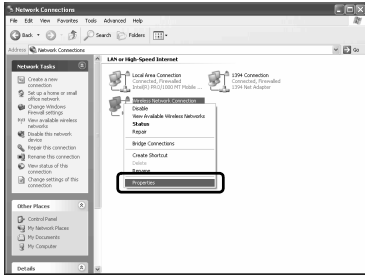 Network Connections
File Edit View Favorites Tools Advanced Help
Back Search Folders
Address Network Connections Go
Network Tasks
Create a new connection
Set up a home or small office network
Change Windows Firewall settings
View available wireless networks
Disable this network device
Repair this connection
Rename this connection
View status of this connection
Change settings of this connection
Other Places
Control Panel
My Network Places
My Documents
My Computer
Details
LAN or High-Speed Internet
Local Area Connection
Connected, Firewalled
Intel(R) PRO/1000 MT Mobile ...
1394 Connection
Connected, Firewalled
1394 Net Adapter
Wireless Network Connection
Disable
View Available Wireless Networks
Status
Repair
Bridge Connections
Create Shortcut
Delete
Rename
Properties